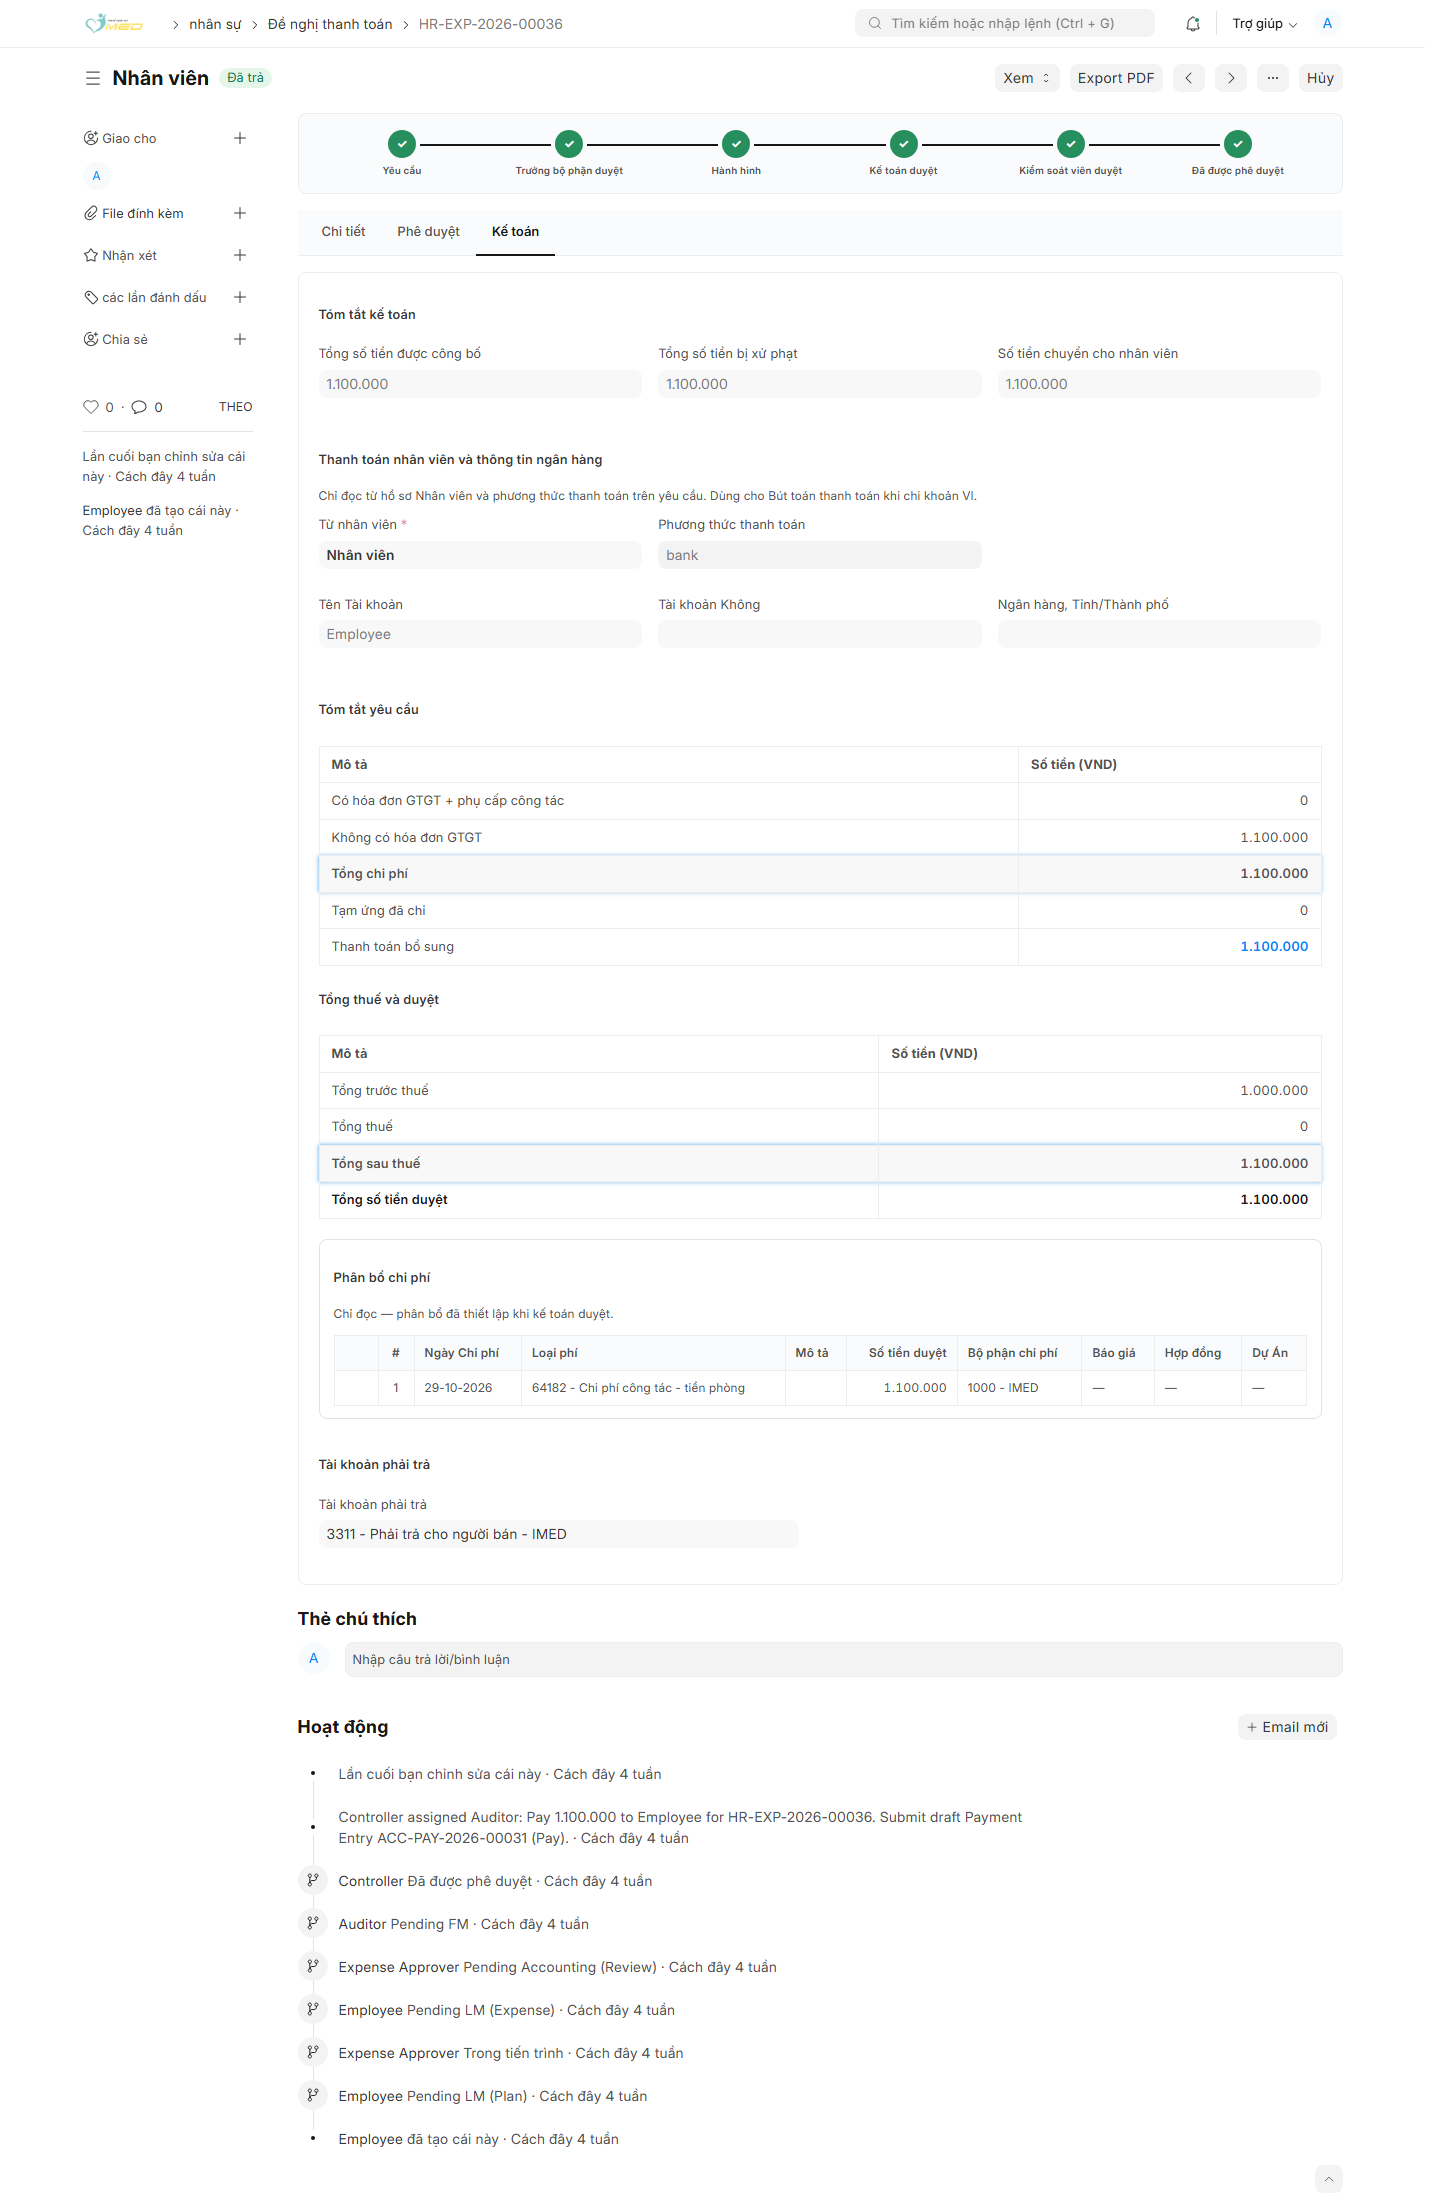 MED
nhân sự
Đề nghị thanh toán
HR-EXP-2026-00036
Tìm kiếm hoặc nhập lệnh (Ctrl + G)
Trợ giúp
A
Nhân viên
Đã trả
Xem
Export PDF
Hủy
Giao cho
A
File đính kèm
Nhận xét
các lần đánh dấu
Chia sẻ
0 · 0
THEO
Lần cuối bạn chỉnh sửa cái
này · Cách đây 4 tuần
Employee đã tạo cái này ·
Cách đây 4 tuần
Yêu cầu
Trưởng bộ phận duyệt
Hành hình
Kế toán duyệt
Kiểm soát viên duyệt
Đã được phê duyệt
Chi tiết
Phê duyệt
Kế toán
Tóm tắt kế toán
Tổng số tiền được công bố
Tổng số tiền bị xử phạt
Số tiền chuyển cho nhân viên
1.100.000
1.100.000
1.100.000
Thanh toán nhân viên và thông tin ngân hàng
Chỉ đọc từ hồ sơ Nhân viên và phương thức thanh toán trên yêu cầu. Dùng cho Bút toán thanh toán khi chi khoản VI.
Từ nhân viên *
Phương thức thanh toán
Nhân viên
bank
Tên Tài khoản
Tài khoản Không
Ngân hàng, Tỉnh/Thành phố
Employee
Tóm tắt yêu cầu
Mô tả
Số tiền (VND)
Có hóa đơn GTGT + phụ cấp công tác
0
Không có hóa đơn GTGT
1.100.000
Tổng chi phí
1.100.000
Tạm ứng đã chi
0
Thanh toán bổ sung
1.100.000
Tổng thuế và duyệt
Mô tả
Số tiền (VND)
Tổng trước thuế
1.000.000
Tổng thuế
0
Tổng sau thuế
1.100.000
Tổng số tiền duyệt
1.100.000
Phân bổ chi phí
Chỉ đọc — phân bổ đã thiết lập khi kế toán duyệt.
# Ngày Chi phí Loại phí Mô tả Số tiền duyệt Bộ phận chi phí Báo giá Hợp đồng Dự Án
1 29-10-2026 64182 - Chi phí công tác - tiền phòng 1.100.000 1000 - IMED — — —
Tài khoản phải trả
Tài khoản phải trả
3311 - Phải trả cho người bán - IMED
Thẻ chú thích
A
Nhập câu trả lời/bình luận
Hoạt động
+ Email mới
Lần cuối bạn chỉnh sửa cái này · Cách đây 4 tuần
Controller assigned Auditor: Pay 1.100.000 to Employee for HR-EXP-2026-00036. Submit draft Payment
Entry ACC-PAY-2026-00031 (Pay). · Cách đây 4 tuần
Controller Đã được phê duyệt · Cách đây 4 tuần
Auditor Pending FM · Cách đây 4 tuần
Expense Approver Pending Accounting (Review) · Cách đây 4 tuần
Employee Pending LM (Expense) · Cách đây 4 tuần
Expense Approver Trong tiến trình · Cách đây 4 tuần
Employee Pending LM (Plan) · Cách đây 4 tuần
Employee đã tạo cái này · Cách đây 4 tuần